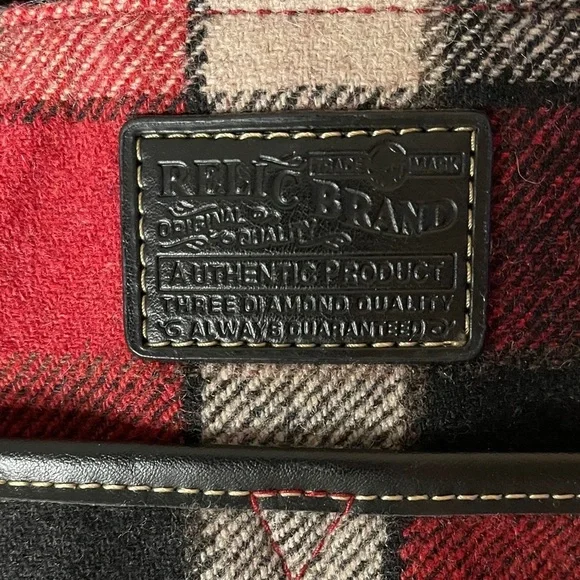 TRADE MARK
RELIC BRAND
ORIGINAL QUALITY
AUTHENTIC PRODUCT
THREE DIAMOND QUALITY
ALWAYS GUARANTEED